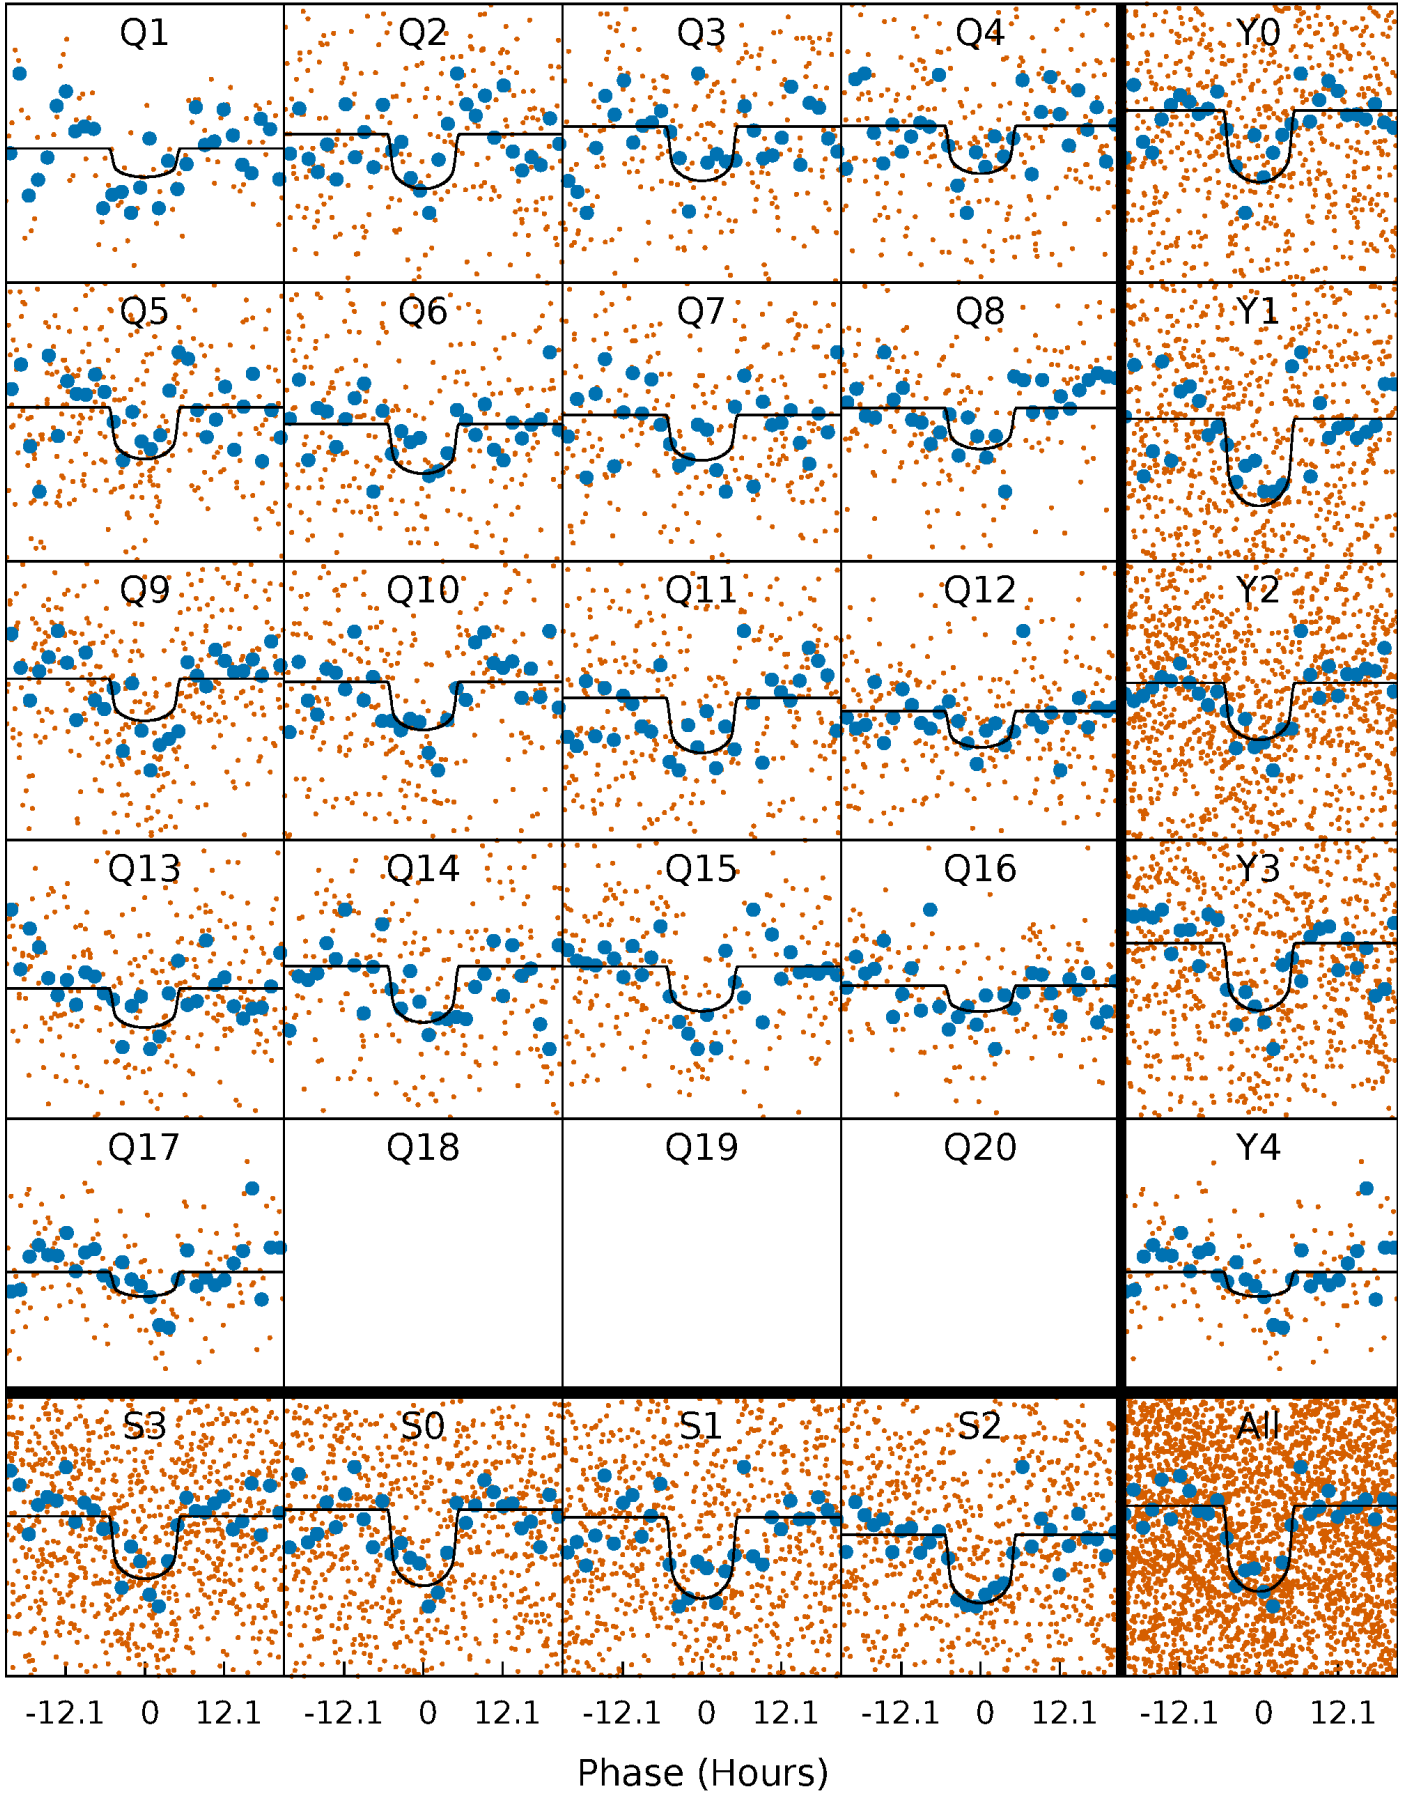 Q1 Q2 Q3 Q4 Y0
Q5 Q6 Q7 Q8 Y1
Q9 Q10 Q11 Q12 Y2
Q13 Q14 Q15 Q16 Y3
Q17 Q18 Q19 Q20 Y4
S3 S0 S1 S2 All
-12.1 0 12.1 -12.1 0 12.1 -12.1 0 12.1 -12.1 0 12.1 -12.1 0 12.1
Phase (Hours)